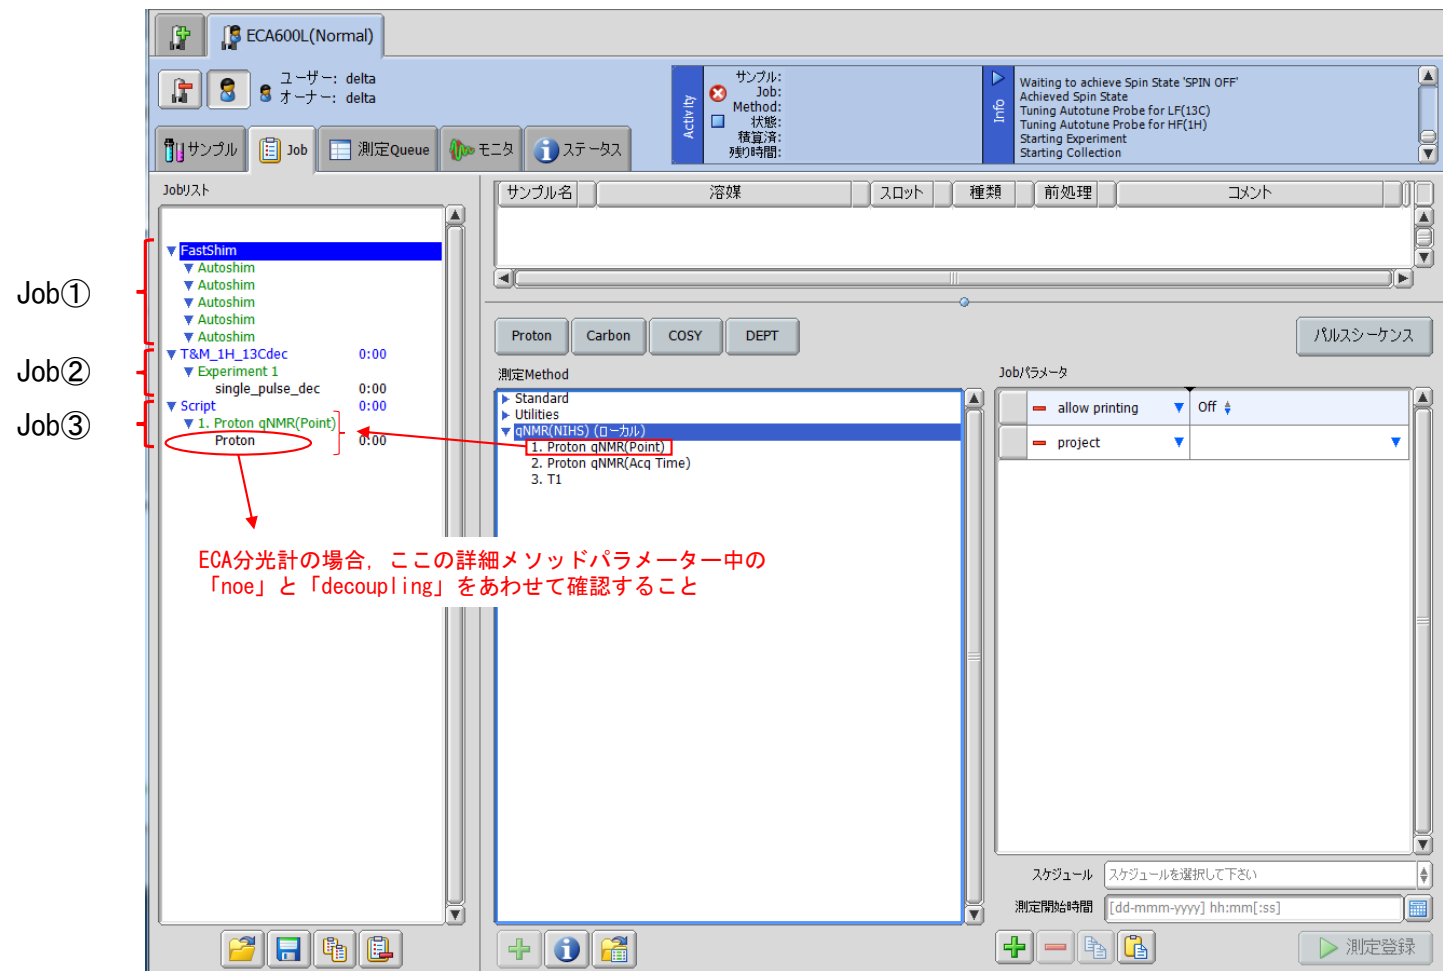 ECA600L(Normal)
ユーザー: delta
オーナー: delta
Activity
サンプル:
Job:
Method:
状態:
積算済:
残り時間:
Info
Waiting to achieve Spin State 'SPIN OFF'
Achieved Spin State
Tuning Autotune Probe for LF(13C)
Tuning Autotune Probe for HF(1H)
Starting Experiment
Starting Collection
サンプル
Job
測定Queue
モニタ
ステータス
Jobリスト
FastShim
Autoshim
Autoshim
Autoshim
Autoshim
Autoshim
T&M_1H_13Cdec 0:00
Experiment 1
single_pulse_dec 0:00
Script 0:00
1. Proton qNMR(Point)
Proton 0:00
Job①
Job②
Job③
サンプル名 溶媒 スロット 種類 前処理 コメント
Proton Carbon COSY DEPT パルスシーケンス
測定Method
Standard
Utilities
qNMR(NIHS) (ローカル)
1. Proton qNMR(Point)
2. Proton qNMR(Acq Time)
3. T1
Jobパラメータ
allow printing Off
project
ECA分光計の場合, ここの詳細メソッドパラメーター中の
「noe」と「decoupling」をあわせて確認すること
スケジュール スケジュールを選択して下さい
測定開始時間 [dd-mmm-yyyy] hh:mm[:ss]
測定登録